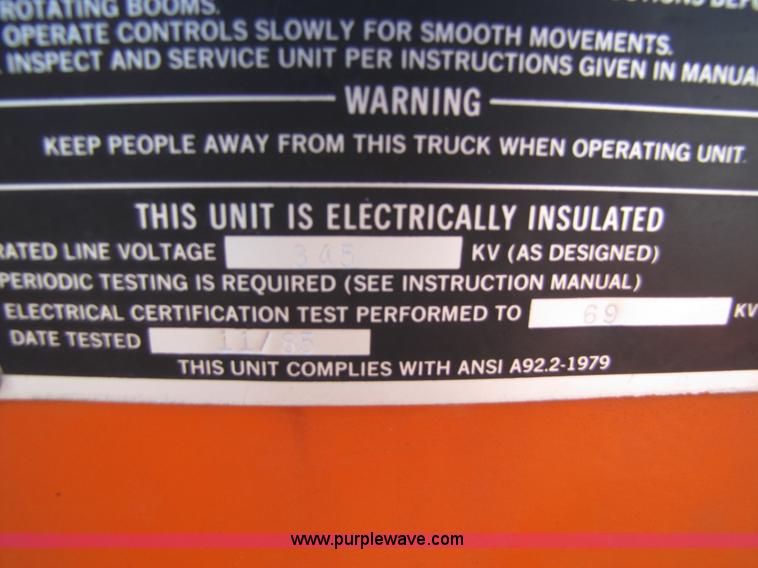 ROTATING BOOMS.
OPERATE CONTROLS SLOWLY FOR SMOOTH MOVEMENTS.
INSPECT AND SERVICE UNIT PER INSTRUCTIONS GIVEN IN MANUA
WARNING
KEEP PEOPLE AWAY FROM THIS TRUCK WHEN OPERATING UNIT.
THIS UNIT IS ELECTRICALLY INSULATED
RATED LINE VOLTAGE 345 KV (AS DESIGNED)
PERIODIC TESTING IS REQUIRED (SEE INSTRUCTION MANUAL)
ELECTRICAL CERTIFICATION TEST PERFORMED TO 69 KV
DATE TESTED 11/85
THIS UNIT COMPLIES WITH ANSI A92.2-1979
www.purplewave.com